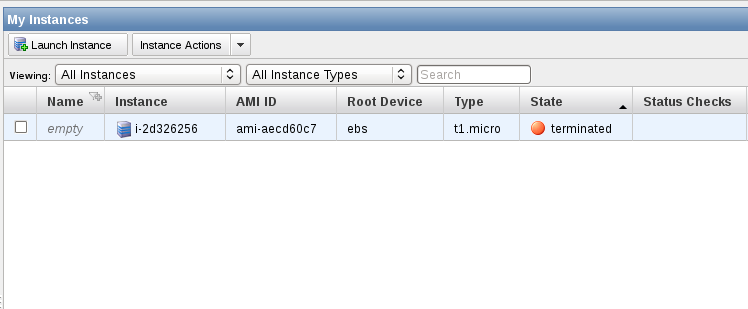 My Instances
Launch Instance Instance Actions
Viewing: All Instances All Instance Types Search
Name Instance AMI ID Root Device Type State Status Checks
empty i-2d326256 ami-aecd60c7 ebs t1.micro terminated